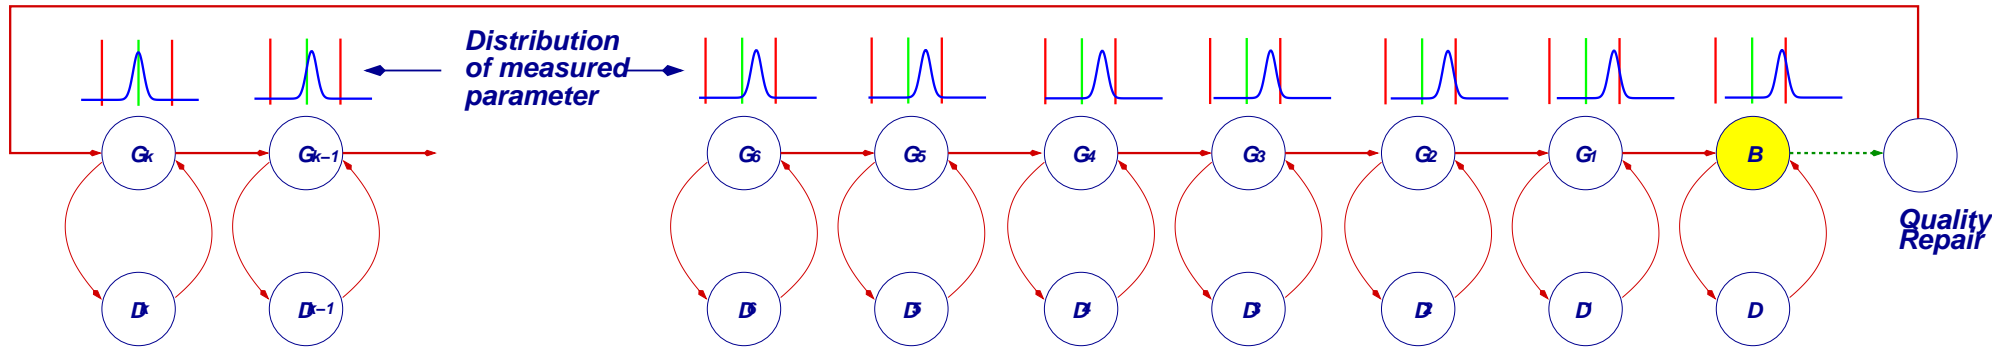 Distribution
of measured
parameter
Gk
Gk−1
G6
G5
G4
G3
G2
G1
B
Quality
Repair
Dk
Dk−1
D6
D5
D4
D3
D2
D1
D